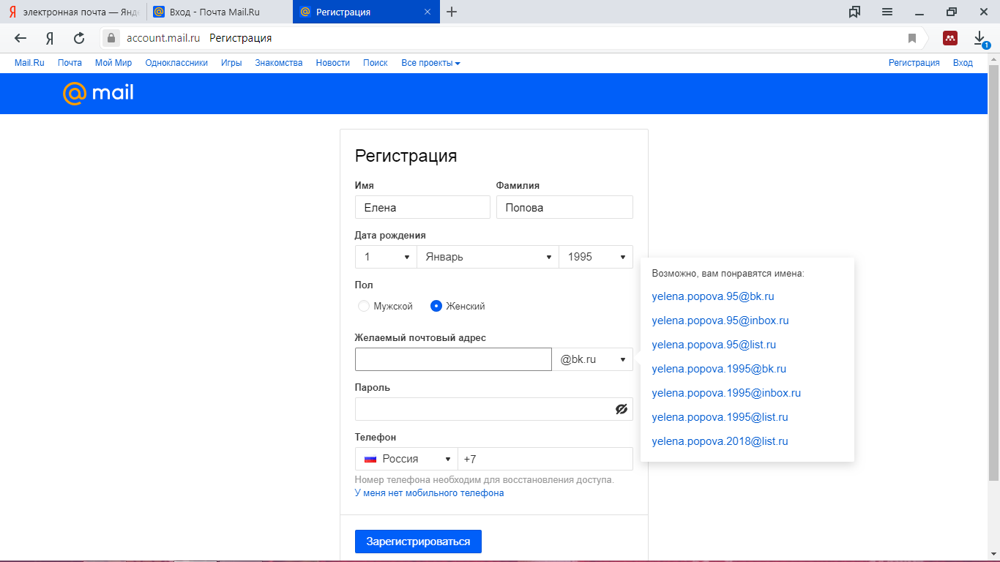 Я электронная почта — Янде Вход - Почта Mail.Ru Регистрация
Я account.mail.ru Регистрация 1
Mail.Ru Почта Мой Мир Одноклассники Игры Знакомства Новости Поиск Все проекты Регистрация Вход
@mail
Регистрация
Имя Фамилия
Елена Попова
Дата рождения
1 Январь 1995
Пол
Мужской Женский
Желаемый почтовый адрес
@bk.ru
Пароль
Телефон
Россия +7
Номер телефона необходим для восстановления доступа.
У меня нет мобильного телефона
Зарегистрироваться
Возможно, вам понравятся имена:
yelena.popova.95@bk.ru
yelena.popova.95@inbox.ru
yelena.popova.95@list.ru
yelena.popova.1995@bk.ru
yelena.popova.1995@inbox.ru
yelena.popova.1995@list.ru
yelena.popova.2018@list.ru